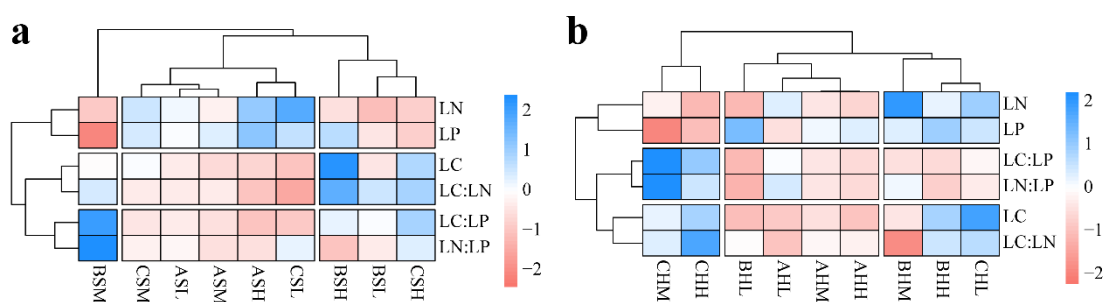 a
LN
LP
LC
LC:LN
LC:LP
LN:LP
BSM
CSM
ASL
ASM
ASH
CSL
BSH
BSL
CSH
2
1
0
−1
−2
b
LN
LP
LC:LP
LN:LP
LC
LC:LN
CHM
CHH
BHL
AHL
AHM
AHH
BHM
BHH
CHL
2
1
0
−1
−2